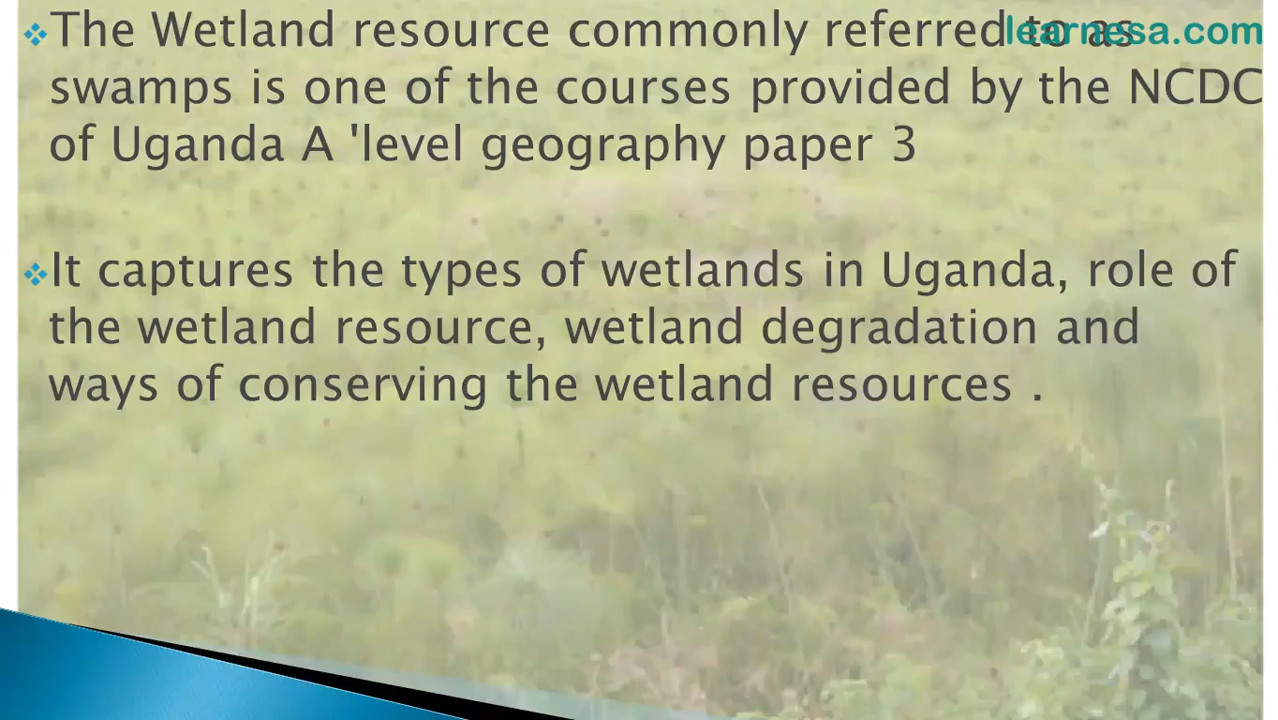 The Wetland resource commonly referred to as
learnesa.com
swamps is one of the courses provided by the NCDC
of Uganda A 'level geography paper 3
It captures the types of wetlands in Uganda, role of
the wetland resource, wetland degradation and
ways of conserving the wetland resources .